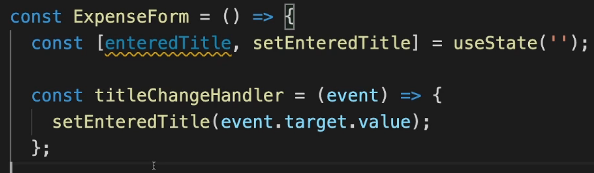 const ExpenseForm = () => {
const [enteredTitle, setEnteredTitle] = useState('');
const titleChangeHandler = (event) => {
setEnteredTitle(event.target.value);
};